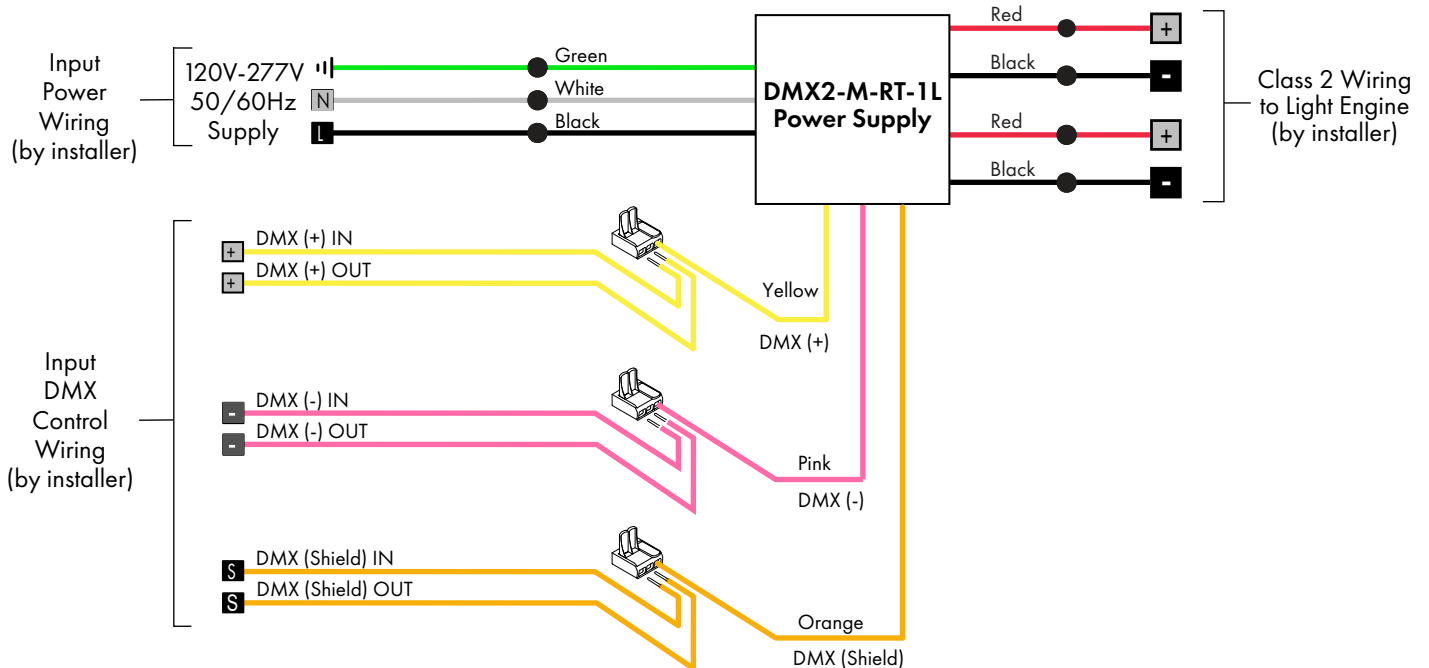 Input
Power
Wiring
(by installer)
120V-277V
50/60Hz
Supply
N
L
Green
White
Black
DMX2-M-RT-1L
Power Supply
Red
+
Black
-
Red
+
Black
-
Class 2 Wiring
to Light Engine
(by installer)
Input
DMX
Control
Wiring
(by installer)
+ DMX (+) IN
+ DMX (+) OUT
Yellow
DMX (+)
- DMX (-) IN
- DMX (-) OUT
Pink
DMX (-)
S DMX (Shield) IN
S DMX (Shield) OUT
Orange
DMX (Shield)